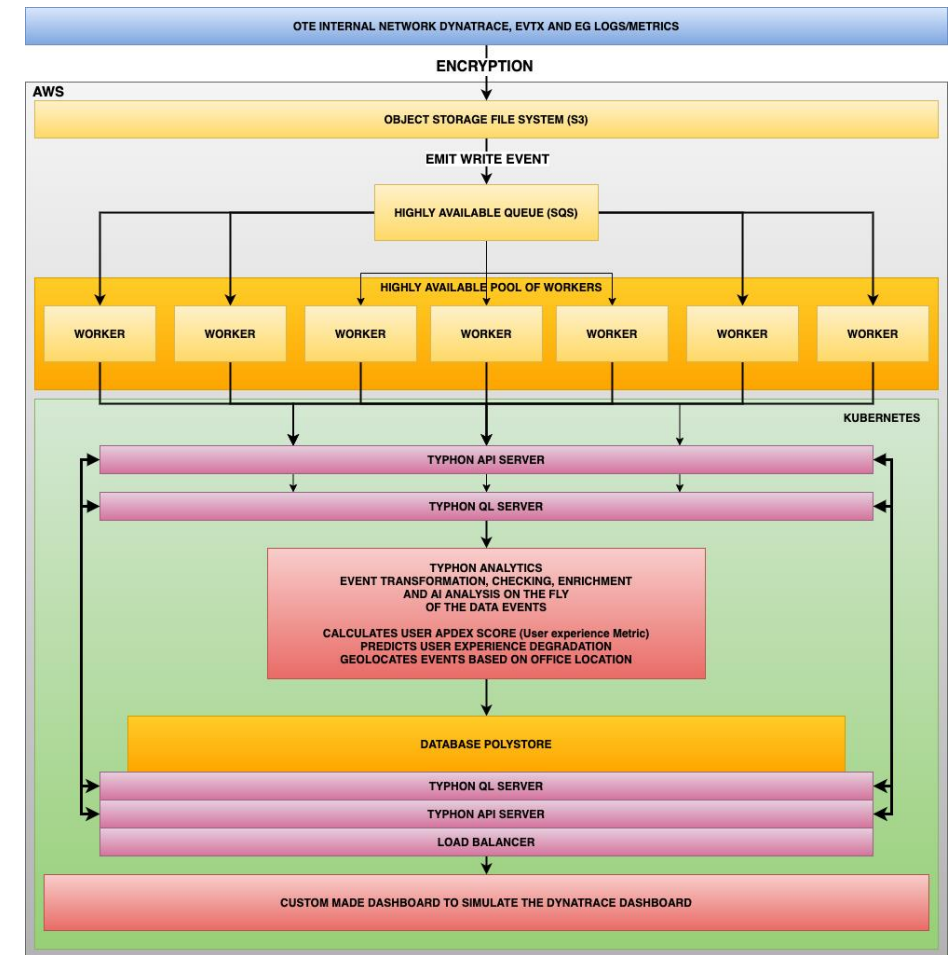 OTE INTERNAL NETWORK DYNATRACE, EVTX AND EG LOGS/METRICS
ENCRYPTION
AWS
OBJECT STORAGE FILE SYSTEM (S3)
EMIT WRITE EVENT
HIGHLY AVAILABLE QUEUE (SQS)
HIGHLY AVAILABLE POOL OF WORKERS
WORKER
WORKER
WORKER
WORKER
WORKER
WORKER
WORKER
KUBERNETES
TYPHON API SERVER
TYPHON QL SERVER
TYPHON ANALYTICS
EVENT TRANSFORMATION, CHECKING, ENRICHMENT
AND AI ANALYSIS ON THE FLY
OF THE DATA EVENTS
CALCULATES USER APDEX SCORE (User experience Metric)
PREDICTS USER EXPERIENCE DEGRADATION
GEOLOCATES EVENTS BASED ON OFFICE LOCATION
DATABASE POLYSTORE
TYPHON QL SERVER
TYPHON API SERVER
LOAD BALANCER
CUSTOM MADE DASHBOARD TO SIMULATE THE DYNATRACE DASHBOARD